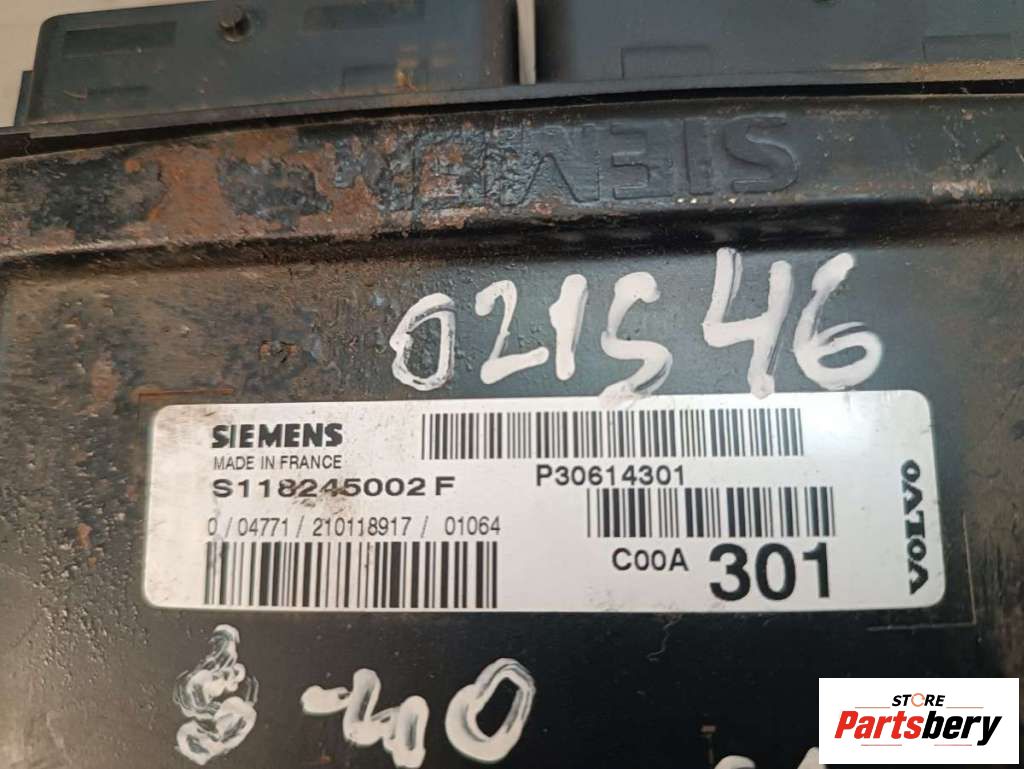 SIEMENS
021546
SIEMENS
MADE IN FRANCE
S118245002 F
P30614301
0 / 04771 / 210118917 / 01064
C00A 301
VOLVO
STORE
Partsbery